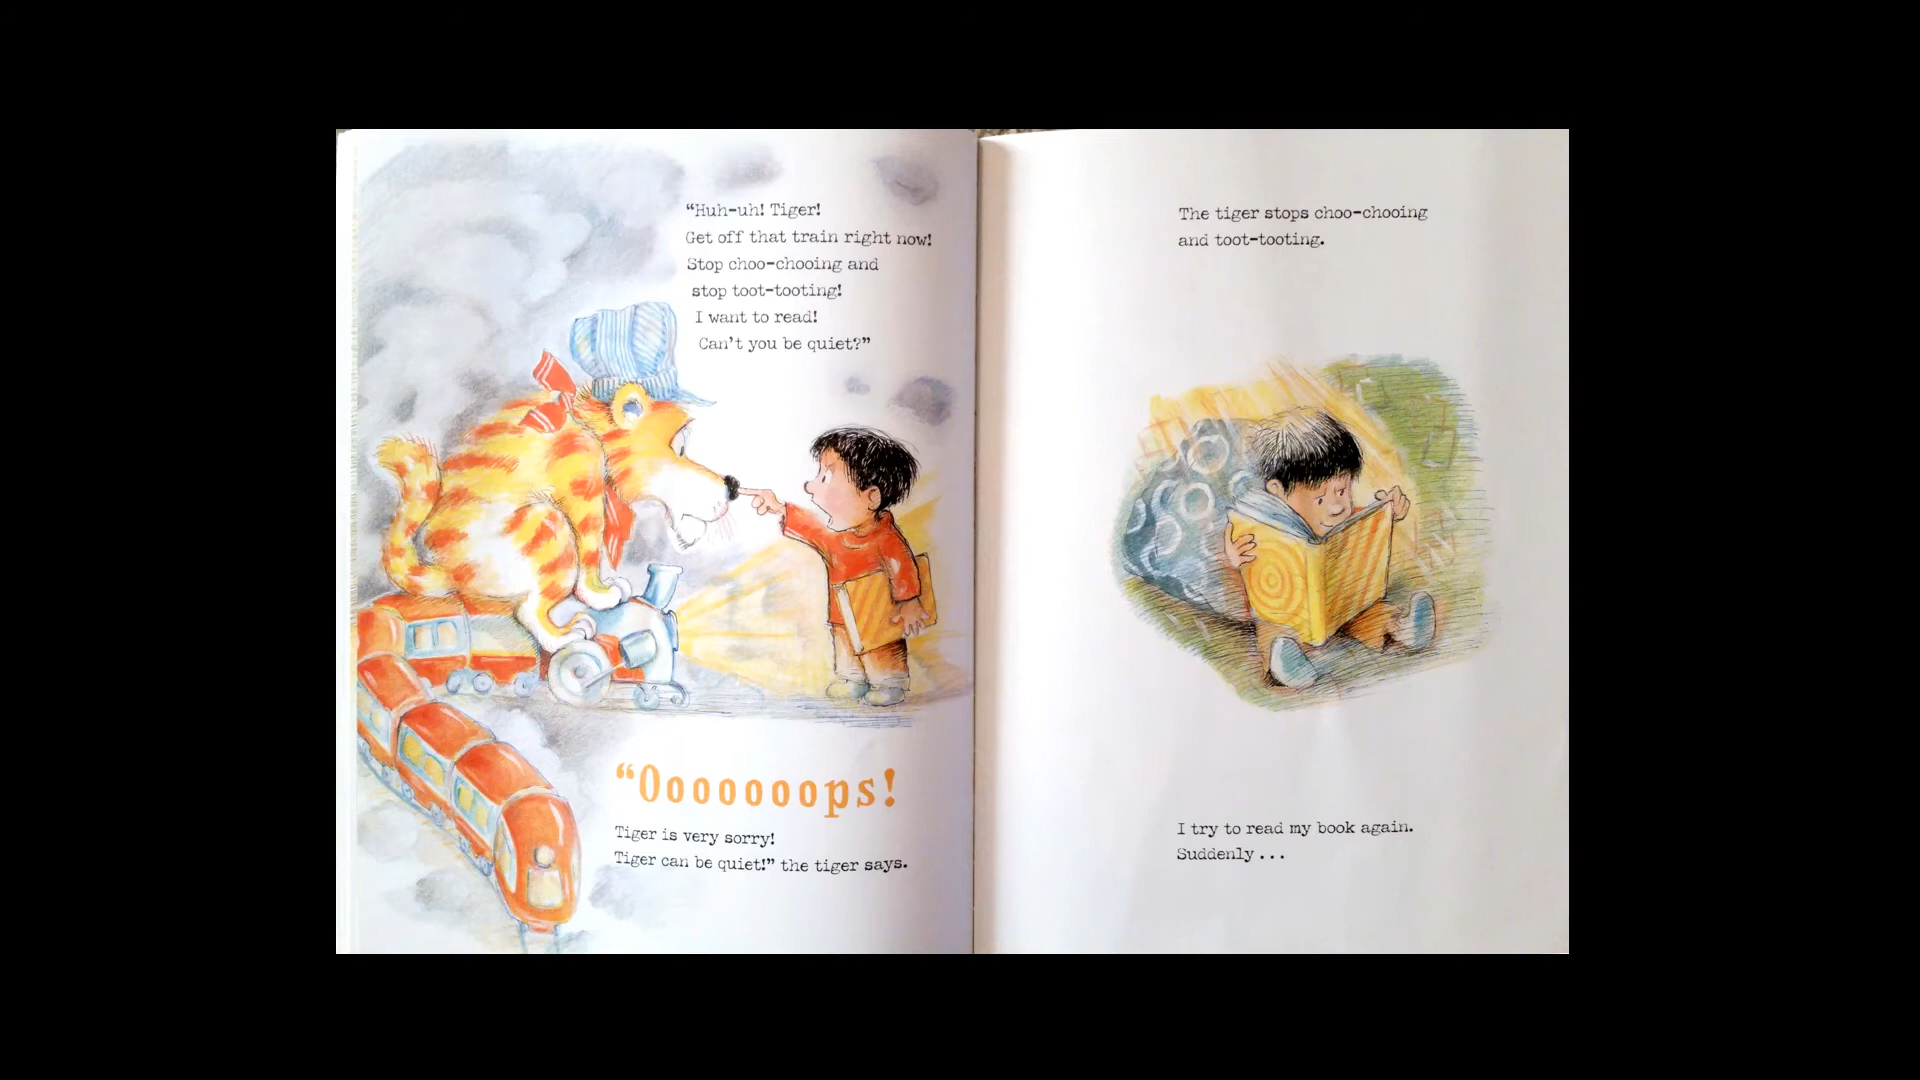 “Huh-uh! Tiger!
Get off that train right now!
Stop choo-chooing and
stop toot-tooting!
I want to read!
Can’t you be quiet?”
“Oooooooops!
Tiger is very sorry!
Tiger can be quiet!” the tiger says.
The tiger stops choo-chooing
and toot-tooting.
I try to read my book again.
Suddenly . . .